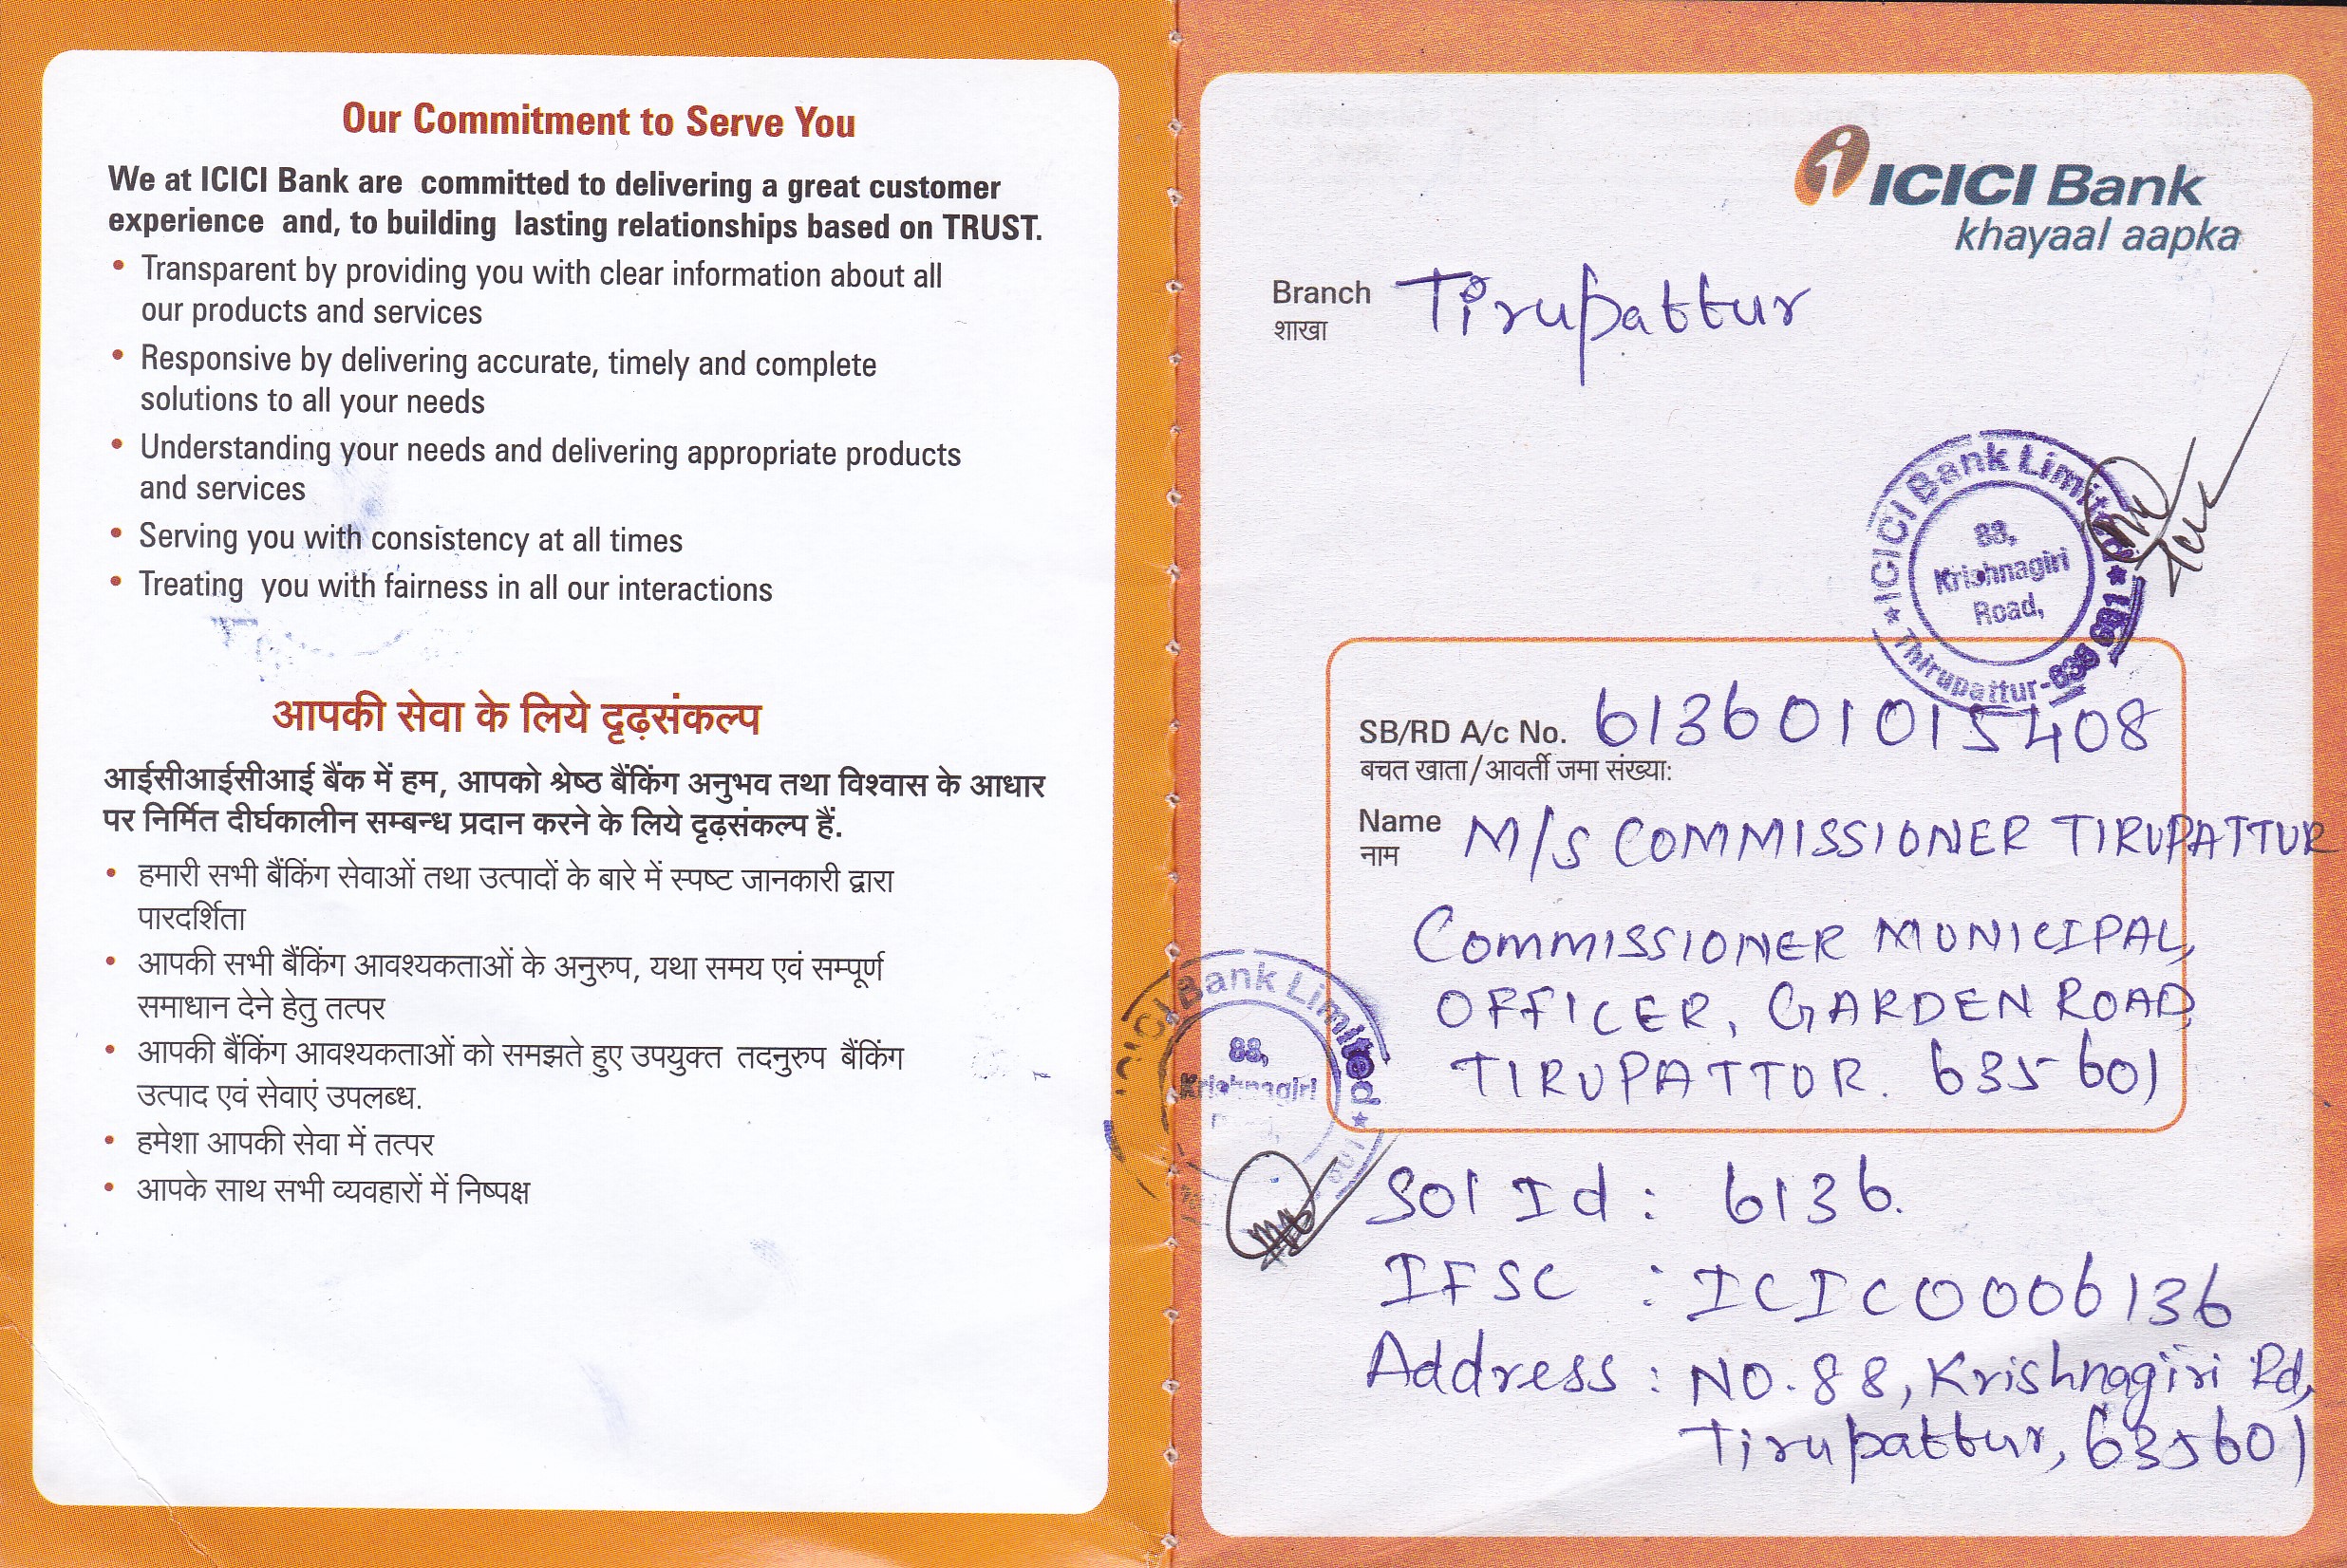 Our Commitment to Serve You
We at ICICI Bank are committed to delivering a great customer
experience and, to building lasting relationships based on TRUST.
• Transparent by providing you with clear information about all
our products and services
• Responsive by delivering accurate, timely and complete
solutions to all your needs
• Understanding your needs and delivering appropriate products
and services
• Serving you with consistency at all times
• Treating you with fairness in all our interactions
आपकी सेवा के लिये दृढ़संकल्प
आईसीआईसीआई बैंक में हम, आपको श्रेष्ठ बैंकिंग अनुभव तथा विश्वास के आधार
पर निर्मित दीर्घकालीन सम्बन्ध प्रदान करने के लिये दृढ़संकल्प हैं.
• हमारी सभी बैंकिंग सेवाओं तथा उत्पादों के बारे में स्पष्ट जानकारी द्वारा
पारदर्शिता
• आपकी सभी बैंकिंग आवश्यकताओं के अनुरुप, यथा समय एवं सम्पूर्ण
समाधान देने हेतु तत्पर
• आपकी बैंकिंग आवश्यकताओं को समझते हुए उपयुक्त तदनुरुप बैंकिंग
उत्पाद एवं सेवाएं उपलब्ध.
• हमेशा आपकी सेवा में तत्पर
• आपके साथ सभी व्यवहारों में निष्पक्ष
ICICI Bank
khayaal aapka
Branch Tirupattur
शाखा
ICICI Bank Limited
88,
Krishnagiri
Road,
Thirupattur-635 601
SB/RD A/c No. 613601015408
बचत खाता/आवर्ती जमा संख्या:
Name M/S COMMISSIONER TIRUPATTUR
नाम
COMMISSIONER MUNICIPAL,
OFFICER, GARDEN ROAD,
TIRUPATTUR. 635601
ICICI Bank Limited
88,
Krishnagiri
Sol Id : 6136.
IFSC : ICIC0006136
Address : NO.88, Krishnagiri Rd,
Tirupattur, 635601